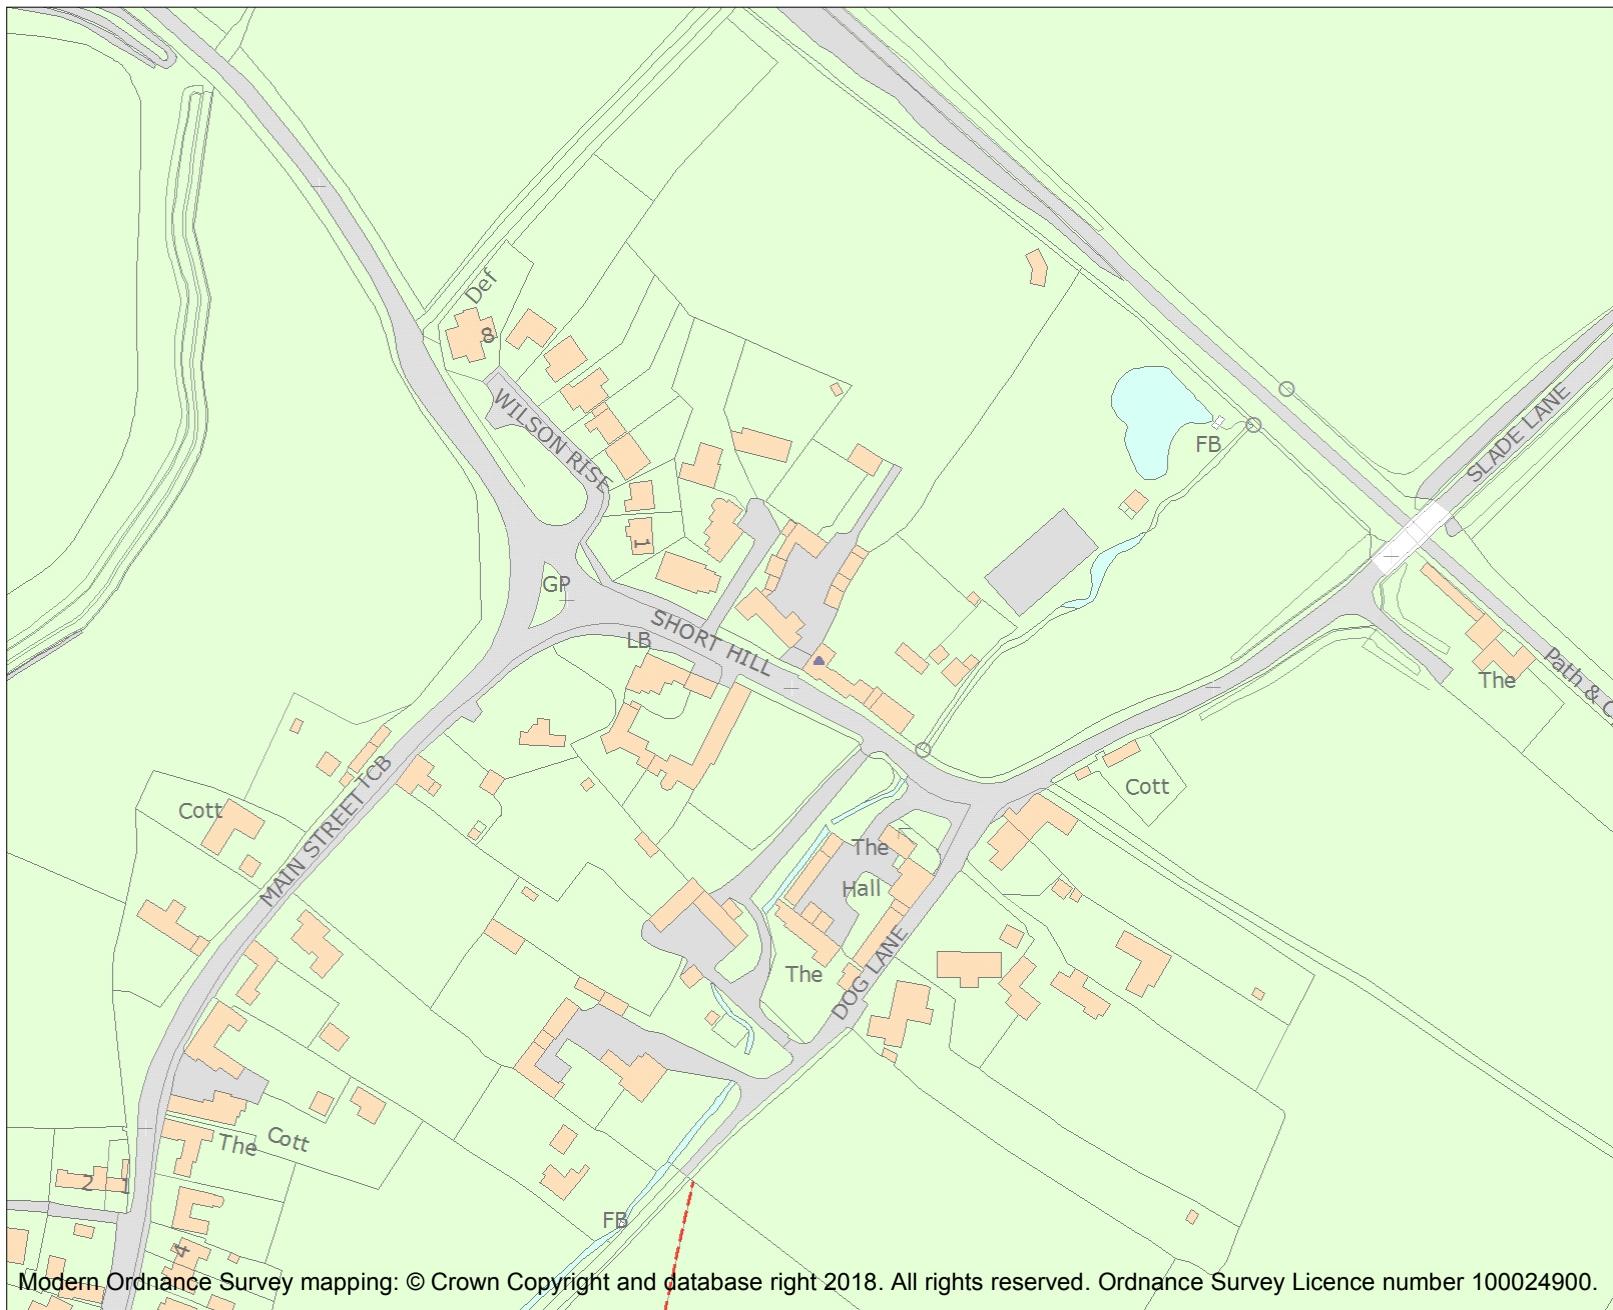 Def
8
WILSON RISE
FB
SLADE LANE
1
GP
SHORT HILL
LB
Path & C
The
MAIN STREET TCB
Cott
Cott
The
Hall
The
DOG LANE
The
Cott
2
1
FB
4
Modern Ordnance Survey mapping: © Crown Copyright and database right 2018. All rights reserved. Ordnance Survey Licence number 100024900.